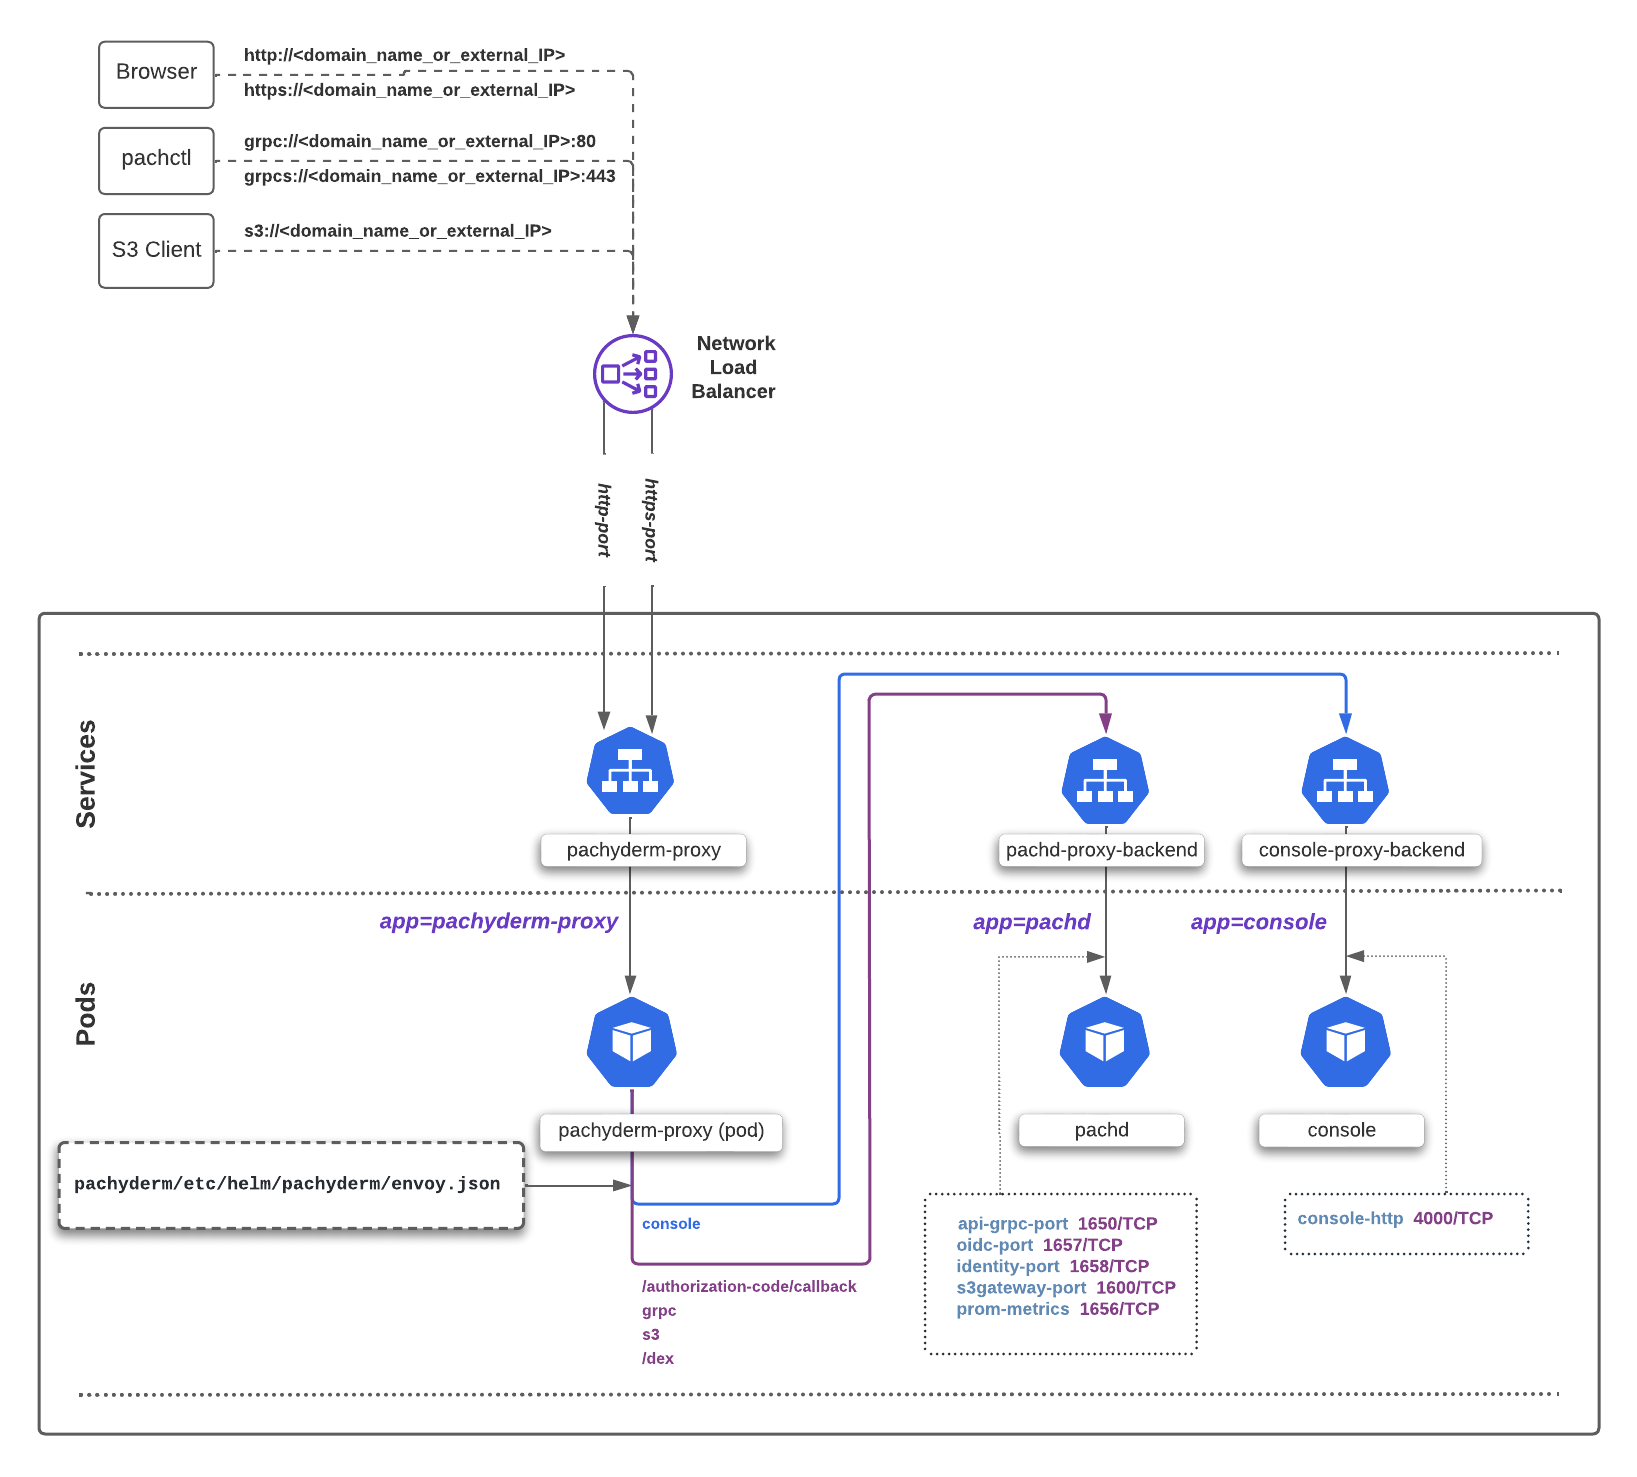 Browser
http://<domain_name_or_external_IP>
https://<domain_name_or_external_IP>
pachctl
grpc://<domain_name_or_external_IP>:80
grpcs://<domain_name_or_external_IP>:443
S3 Client
s3://<domain_name_or_external_IP>
Network
Load
Balancer
http-port
https-port
Services
pachyderm-proxy
pachd-proxy-backend
console-proxy-backend
app=pachyderm-proxy
app=pachd
app=console
Pods
pachyderm-proxy (pod)
pachd
console
pachyderm/etc/helm/pachyderm/envoy.json
console
/authorization-code/callback
grpc
s3
/dex
api-grpc-port 1650/TCP
oidc-port 1657/TCP
identity-port 1658/TCP
s3gateway-port 1600/TCP
prom-metrics 1656/TCP
console-http 4000/TCP